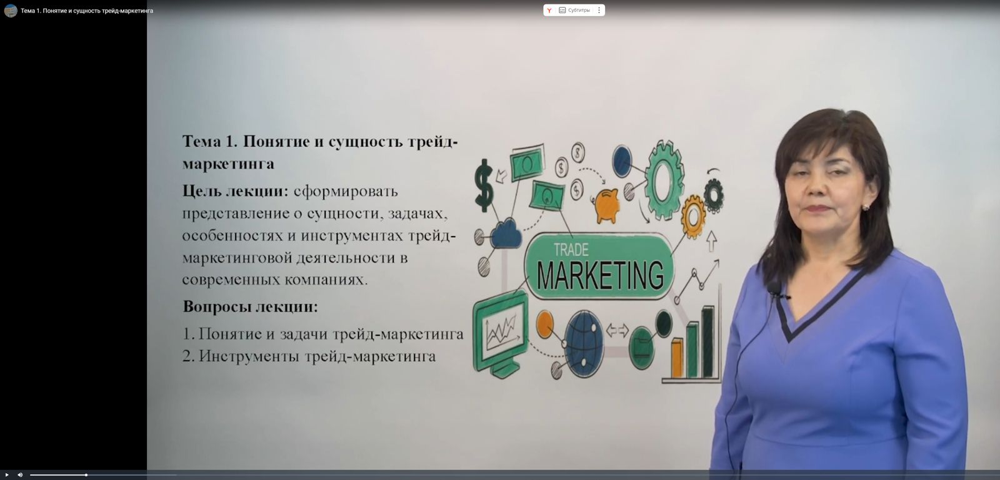 Тема 1. Понятие и сущность трейд-маркетинга
Субтитры
Тема 1. Понятие и сущность трейд-
маркетинга
Цель лекции: сформировать
представление о сущности, задачах,
особенностях и инструментах трейд-
маркетинговой деятельности в
современных компаниях.
Вопросы лекции:
1. Понятие и задачи трейд-маркетинга
2. Инструменты трейд-маркетинга
TRADE
MARKETING